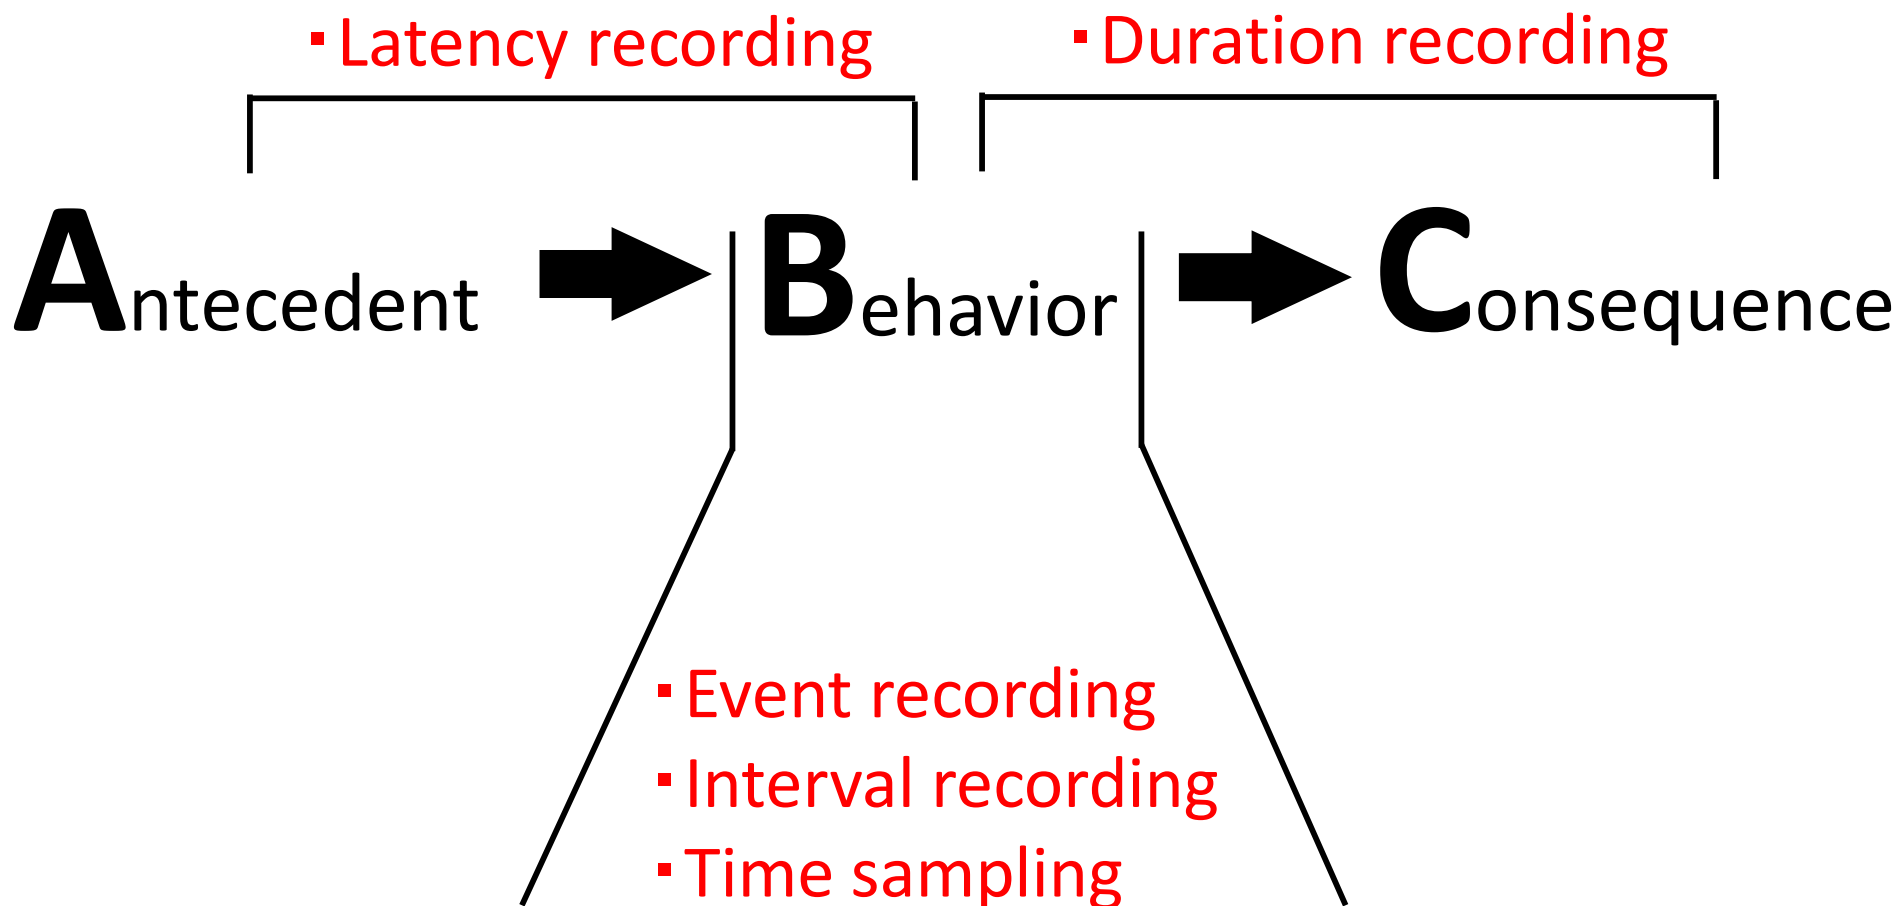 ▪ Latency recording
▪ Duration recording
Antecedent
Behavior
Consequence
▪ Event recording
▪ Interval recording
▪ Time sampling